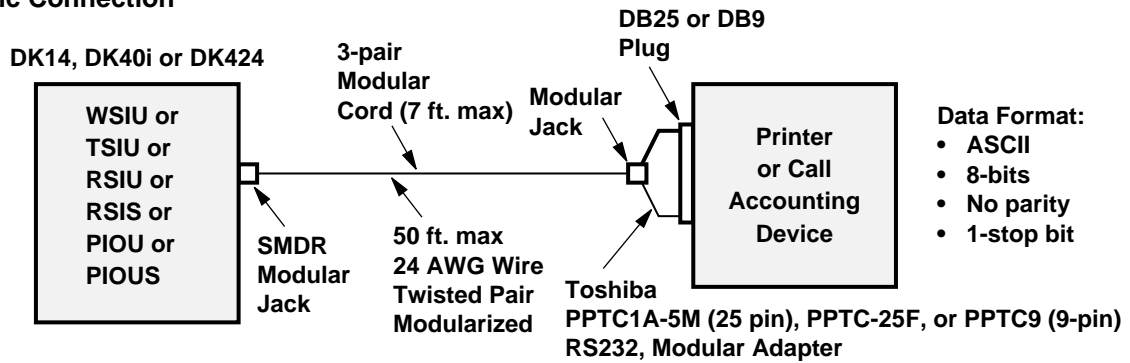 Connection
DK14, DK40i or DK424
WSIU or
TSIU or
RSIU or
RSIS or
PIOU or
PIOUS
SMDR
Modular
Jack
3-pair
Modular
Cord (7 ft. max)
50 ft. max
24 AWG Wire
Twisted Pair
Modularized
Modular
Jack
DB25 or DB9
Plug
Toshiba
PPTC1A-5M (25 pin), PPTC-25F, or PPTC9 (9-pin)
RS232, Modular Adapter
Printer
or Call
Accounting
Device
Data Format:
• ASCII
• 8-bits
• No parity
• 1-stop bit